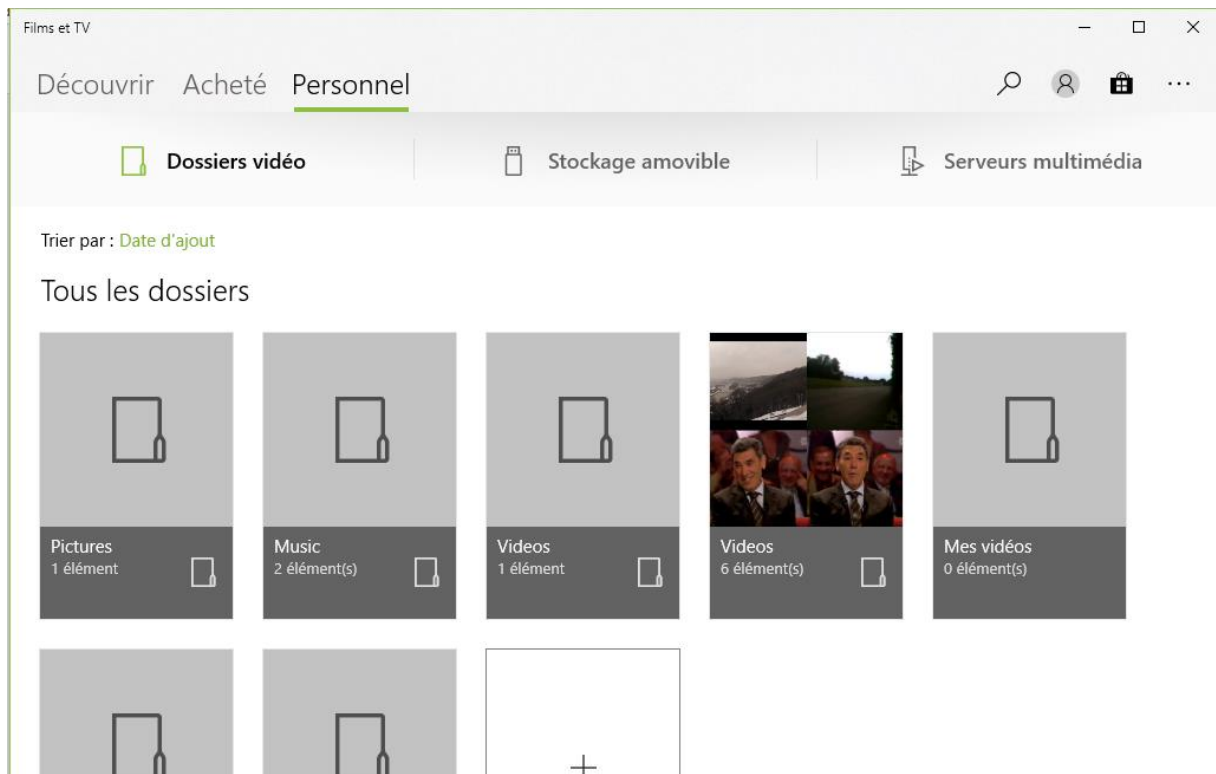 Films et TV
Découvrir Acheté Personnel
Dossiers vidéo Stockage amovible Serveurs multimédia
Trier par : Date d'ajout
Tous les dossiers
Pictures
1 élément
Music
2 élément(s)
Videos
1 élément
Videos
6 élément(s)
Mes vidéos
0 élément(s)